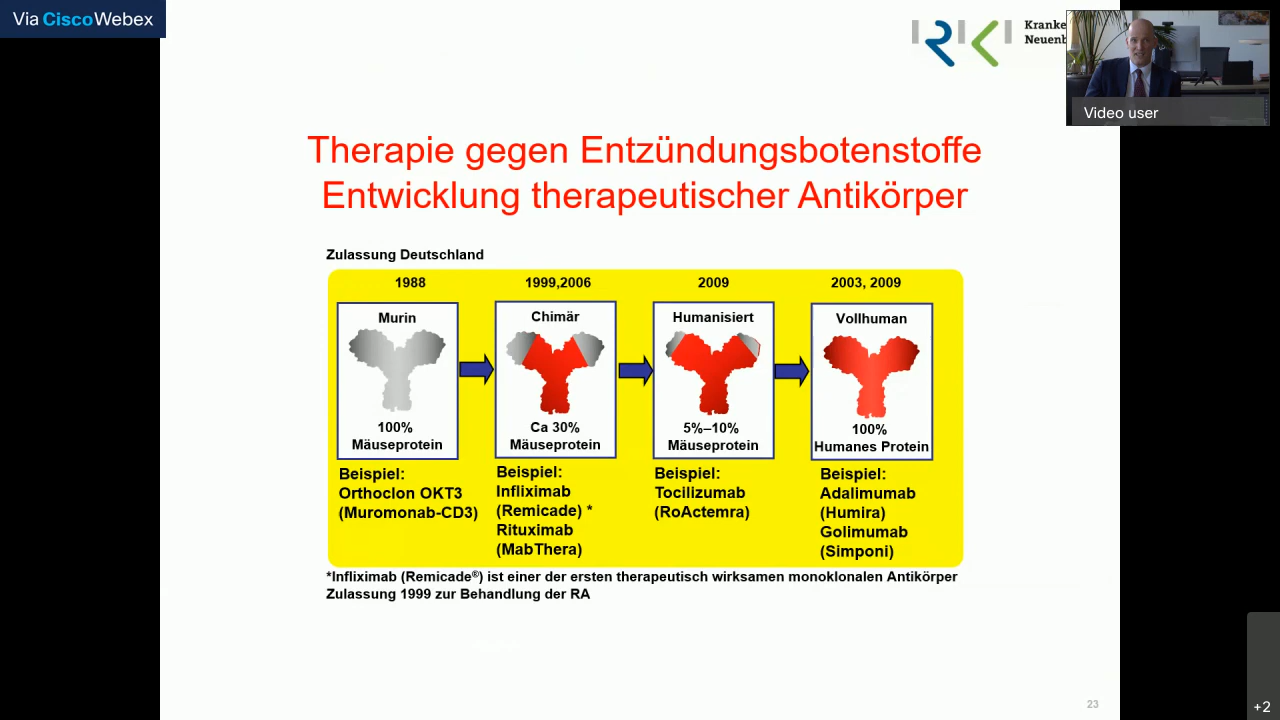 Via Cisco Webex
RKI
Kranke
Neuenb
Video user
Therapie gegen Entzündungsbotenstoffe
Entwicklung therapeutischer Antikörper
Zulassung Deutschland
1988
1999,2006
2009
2003, 2009
Murin
Chimär
Humanisiert
Vollhuman
100%
Mäuseprotein
Ca 30%
Mäuseprotein
5%–10%
Mäuseprotein
100%
Humanes Protein
Beispiel:
Orthoclon OKT3
(Muromonab-CD3)
Beispiel:
Infliximab
(Remicade) *
Rituximab
(MabThera)
Beispiel:
Tocilizumab
(RoActemra)
Beispiel:
Adalimumab
(Humira)
Golimumab
(Simponi)
*Infliximab (Remicade®) ist einer der ersten therapeutisch wirksamen monoklonalen Antikörper
Zulassung 1999 zur Behandlung der RA
23
+2